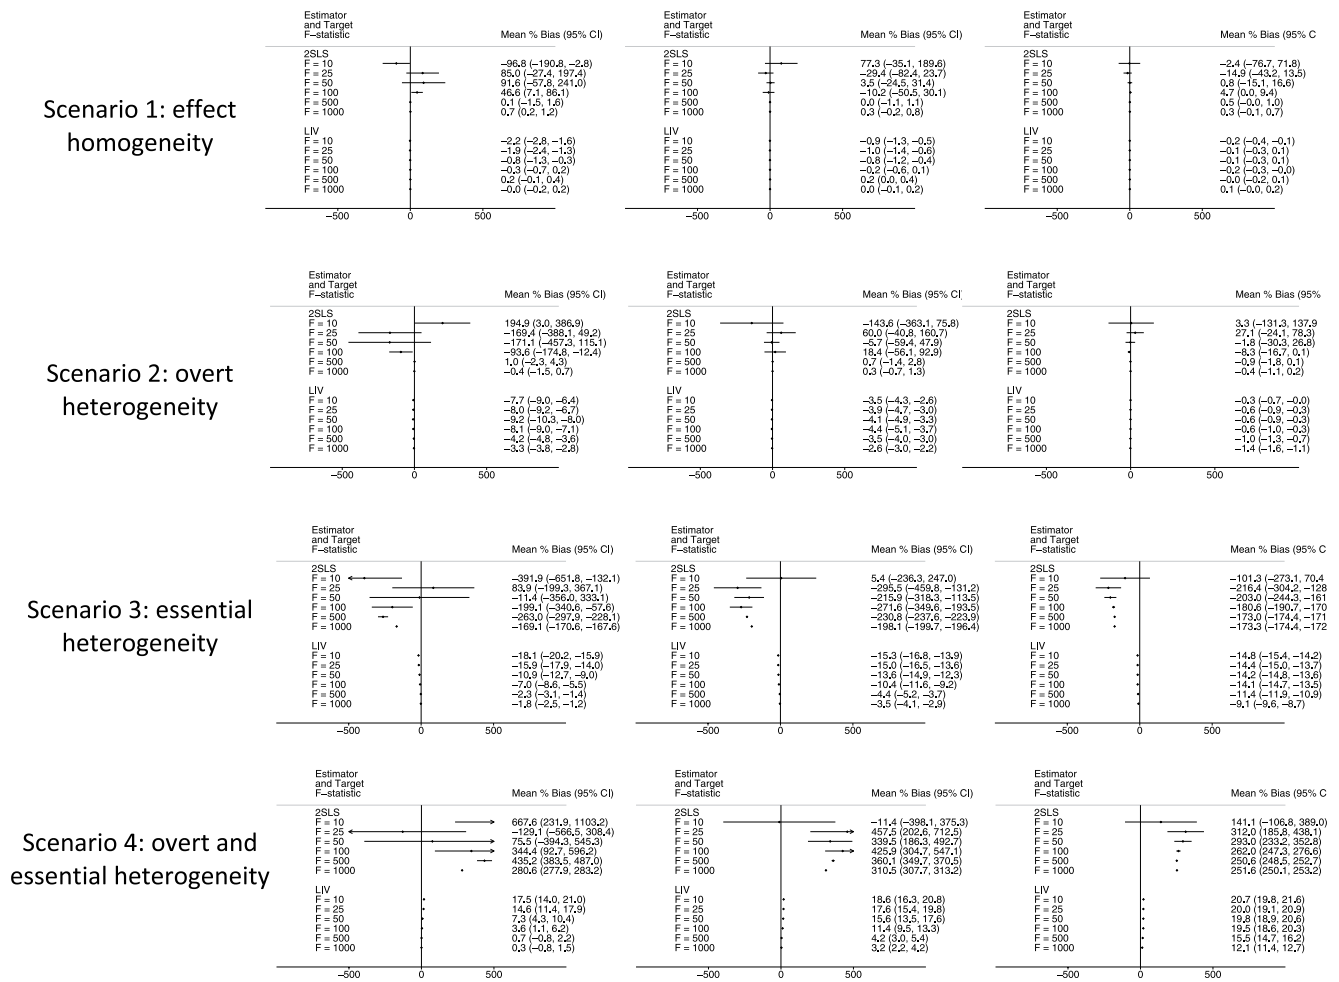 Scenario 1: effect
homogeneity
Estimator
and Target
F−statistic Mean % Bias (95% CI)
2SLS
F = 10 −96.8 (−190.8, −2.8)
F = 25 85.0 (−27.4, 197.4)
F = 50 91.6 (−57.8, 241.0)
F = 100 46.6 (7.1, 86.1)
F = 500 0.1 (−1.5, 1.6)
F = 1000 0.7 (0.2, 1.2)
LIV
F = 10 −2.2 (−2.8, −1.6)
F = 25 −1.9 (−2.4, −1.3)
F = 50 −0.8 (−1.3, −0.3)
F = 100 −0.3 (−0.7, 0.2)
F = 500 0.2 (−0.1, 0.4)
F = 1000 −0.0 (−0.2, 0.2)
−500 0 500
Estimator
and Target
F−statistic Mean % Bias (95% CI)
2SLS
F = 10 77.3 (−35.1, 189.6)
F = 25 −29.4 (−82.4, 23.7)
F = 50 3.5 (−24.5, 31.4)
F = 100 −10.2 (−50.5, 30.1)
F = 500 0.0 (−1.1, 1.1)
F = 1000 0.3 (−0.2, 0.8)
LIV
F = 10 −0.9 (−1.3, −0.5)
F = 25 −1.0 (−1.4, −0.6)
F = 50 −0.8 (−1.2, −0.4)
F = 100 −0.2 (−0.6, 0.1)
F = 500 0.2 (0.0, 0.4)
F = 1000 0.0 (−0.1, 0.2)
−500 0 500
Estimator
and Target
F−statistic Mean % Bias (95% C
2SLS
F = 10 −2.4 (−76.7, 71.8)
F = 25 −14.9 (−43.2, 13.5)
F = 50 0.8 (−15.1, 16.6)
F = 100 4.7 (0.0, 9.4)
F = 500 0.5 (−0.0, 1.0)
F = 1000 0.3 (−0.1, 0.7)
LIV
F = 10 −0.2 (−0.4, −0.1)
F = 25 −0.1 (−0.3, 0.1)
F = 50 −0.1 (−0.3, 0.1)
F = 100 −0.2 (−0.3, −0.0)
F = 500 −0.0 (−0.2, 0.1)
F = 1000 0.1 (−0.0, 0.2)
−500 0 500
Scenario 2: overt
heterogeneity
Estimator
and Target
F−statistic Mean % Bias (95% CI)
2SLS
F = 10 194.9 (3.0, 386.9)
F = 25 −169.4 (−388.1, 49.2)
F = 50 −171.1 (−457.3, 115.1)
F = 100 −93.6 (−174.8, −12.4)
F = 500 1.0 (−2.3, 4.3)
F = 1000 −0.4 (−1.5, 0.7)
LIV
F = 10 −7.7 (−9.0, −6.4)
F = 25 −8.0 (−9.2, −6.7)
F = 50 −9.2 (−10.3, −8.0)
F = 100 −8.1 (−9.0, −7.1)
F = 500 −4.2 (−4.8, −3.6)
F = 1000 −3.3 (−3.8, −2.8)
−500 0 500
Estimator
and Target
F−statistic Mean % Bias (95% CI)
2SLS
F = 10 −143.6 (−363.1, 75.8)
F = 25 60.0 (−40.8, 160.7)
F = 50 −5.7 (−59.4, 47.9)
F = 100 18.4 (−56.1, 92.9)
F = 500 0.7 (−1.4, 2.8)
F = 1000 0.3 (−0.7, 1.3)
LIV
F = 10 −3.5 (−4.3, −2.6)
F = 25 −3.9 (−4.7, −3.0)
F = 50 −4.1 (−4.9, −3.3)
F = 100 −4.4 (−5.1, −3.7)
F = 500 −3.5 (−4.0, −3.0)
F = 1000 −2.6 (−3.0, −2.2)
−500 0 500
Estimator
and Target
F−statistic Mean % Bias (95%
2SLS
F = 10 3.3 (−131.3, 137.9
F = 25 27.1 (−24.1, 78.3)
F = 50 −1.8 (−30.3, 26.8)
F = 100 −8.3 (−16.7, 0.1)
F = 500 −0.9 (−1.8, 0.1)
F = 1000 −0.4 (−1.1, 0.2)
LIV
F = 10 −0.3 (−0.7, −0.0)
F = 25 −0.6 (−0.9, −0.3)
F = 50 −0.6 (−0.9, −0.3)
F = 100 −0.6 (−1.0, −0.3)
F = 500 −1.0 (−1.3, −0.7)
F = 1000 −1.4 (−1.6, −1.1)
−500 0 500
Scenario 3: essential
heterogeneity
Estimator
and Target
F−statistic Mean % Bias (95% CI)
2SLS
F = 10 −391.9 (−651.8, −132.1)
F = 25 83.9 (−199.3, 367.1)
F = 50 −11.4 (−356.0, 333.1)
F = 100 −199.1 (−340.6, −57.6)
F = 500 −263.0 (−297.9, −228.1)
F = 1000 −169.1 (−170.6, −167.6)
LIV
F = 10 −18.1 (−20.2, −15.9)
F = 25 −15.9 (−17.9, −14.0)
F = 50 −10.9 (−12.7, −9.0)
F = 100 −7.0 (−8.6, −5.5)
F = 500 −2.3 (−3.1, −1.4)
F = 1000 −1.8 (−2.5, −1.2)
−500 0 500
Estimator
and Target
F−statistic Mean % Bias (95% CI)
2SLS
F = 10 5.4 (−236.3, 247.0)
F = 25 −295.5 (−459.8, −131.2)
F = 50 −215.9 (−318.3, −113.5)
F = 100 −271.6 (−349.6, −193.5)
F = 500 −230.8 (−237.6, −223.9)
F = 1000 −198.1 (−199.7, −196.4)
LIV
F = 10 −15.3 (−16.8, −13.9)
F = 25 −15.0 (−16.5, −13.6)
F = 50 −13.6 (−14.9, −12.3)
F = 100 −10.4 (−11.6, −9.2)
F = 500 −4.4 (−5.2, −3.7)
F = 1000 −3.5 (−4.1, −2.9)
−500 0 500
Estimator
and Target
F−statistic Mean % Bias (95% C
2SLS
F = 10 −101.3 (−273.1, 70.4
F = 25 −216.4 (−304.2, −128
F = 50 −203.0 (−244.3, −161
F = 100 −180.6 (−190.7, −170
F = 500 −173.0 (−174.4, −171
F = 1000 −173.3 (−174.4, −172
LIV
F = 10 −14.8 (−15.4, −14.2)
F = 25 −14.4 (−15.0, −13.7)
F = 50 −14.2 (−14.8, −13.6)
F = 100 −14.1 (−14.7, −13.5)
F = 500 −11.4 (−11.9, −10.9)
F = 1000 −9.1 (−9.6, −8.7)
−500 0 500
Scenario 4: overt and
essential heterogeneity
Estimator
and Target
F−statistic Mean % Bias (95% CI)
2SLS
F = 10 667.6 (231.9, 1103.2)
F = 25 −129.1 (−566.5, 308.4)
F = 50 75.5 (−394.3, 545.3)
F = 100 344.4 (92.7, 596.2)
F = 500 435.2 (383.5, 487.0)
F = 1000 280.6 (277.9, 283.2)
LIV
F = 10 17.5 (14.0, 21.0)
F = 25 14.6 (11.4, 17.9)
F = 50 7.3 (4.3, 10.4)
F = 100 3.6 (1.1, 6.2)
F = 500 0.7 (−0.8, 2.2)
F = 1000 0.3 (−0.8, 1.5)
−500 0 500
Estimator
and Target
F−statistic Mean % Bias (95% CI)
2SLS
F = 10 −11.4 (−398.1, 375.3)
F = 25 457.5 (202.6, 712.5)
F = 50 339.5 (186.3, 492.7)
F = 100 425.9 (304.7, 547.1)
F = 500 360.1 (349.7, 370.5)
F = 1000 310.5 (307.7, 313.2)
LIV
F = 10 18.6 (16.3, 20.8)
F = 25 17.6 (15.4, 19.8)
F = 50 15.6 (13.5, 17.6)
F = 100 11.4 (9.5, 13.3)
F = 500 4.2 (3.0, 5.4)
F = 1000 3.2 (2.2, 4.2)
−500 0 500
Estimator
and Target
F−statistic Mean % Bias (95% C
2SLS
F = 10 141.1 (−106.8, 389.0)
F = 25 312.0 (185.8, 438.1)
F = 50 293.0 (233.2, 352.8)
F = 100 262.0 (247.3, 276.6)
F = 500 250.6 (248.5, 252.7)
F = 1000 251.6 (250.1, 253.2)
LIV
F = 10 20.7 (19.8, 21.6)
F = 25 20.0 (19.1, 20.9)
F = 50 19.8 (18.9, 20.6)
F = 100 19.5 (18.6, 20.3)
F = 500 15.5 (14.7, 16.2)
F = 1000 12.1 (11.4, 12.7)
−500 0 500